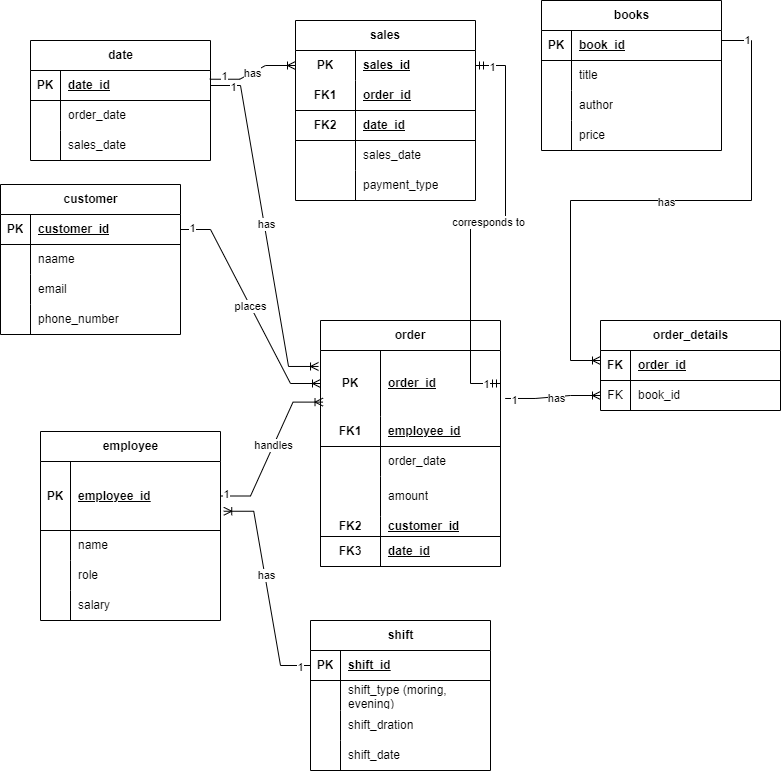 date
PK date_id
order_date
sales_date
1
has
1
has
sales
PK sales_id
FK1 order_id
FK2 date_id
sales_date
payment_type
1
corresponds to
1
books
PK book_id
title
author
price
1
has
customer
PK customer_id
naame
email
phone_number
1
places
order
PK order_id
FK1 employee_id
order_date
amount
FK2 customer_id
FK3 date_id
1
has
order_details
FK order_id
FK book_id
employee
PK employee_id
name
role
salary
1
handles
has
1
shift
PK shift_id
shift_type (moring,
evening)
shift_dration
shift_date